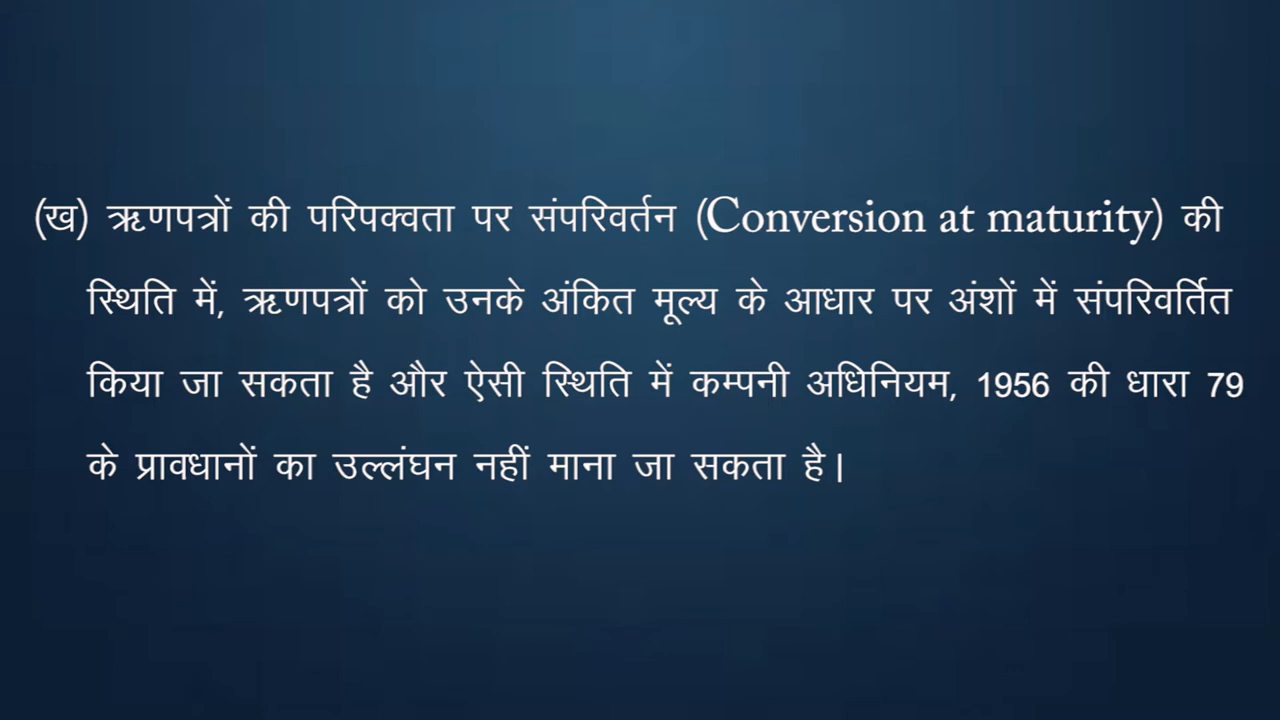 (ख) ऋणपत्रों की परिपक्वता पर संपरिवर्तन (Conversion at maturity) की
स्थिति में, ऋणपत्रों को उनके अंकित मूल्य के आधार पर अंशों में संपरिवर्तित
किया जा सकता है और ऐसी स्थिति में कम्पनी अधिनियम, 1956 की धारा 79
के प्रावधानों का उल्लंघन नहीं माना जा सकता है।